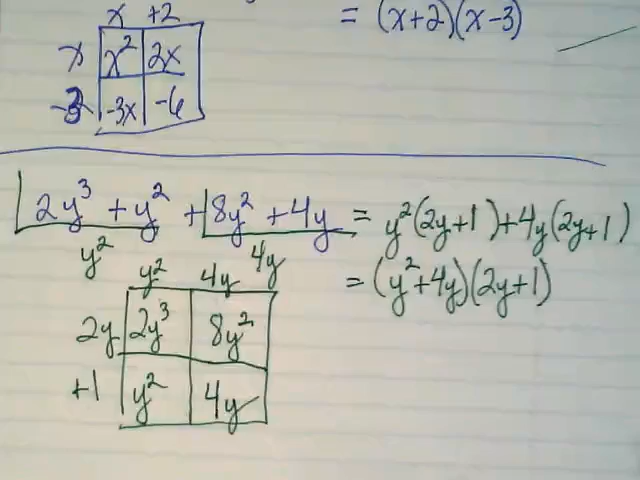 x +2
= (x+2)(x-3)
x x² 2x
-3 -3x -6
2y³ + y² + 8y² + 4y = y²(2y+1)+4y(2y+1)
y² 4y
= (y²+4y)(2y+1)
y² 4y
2y 2y³ 8y²
+1 y² 4y